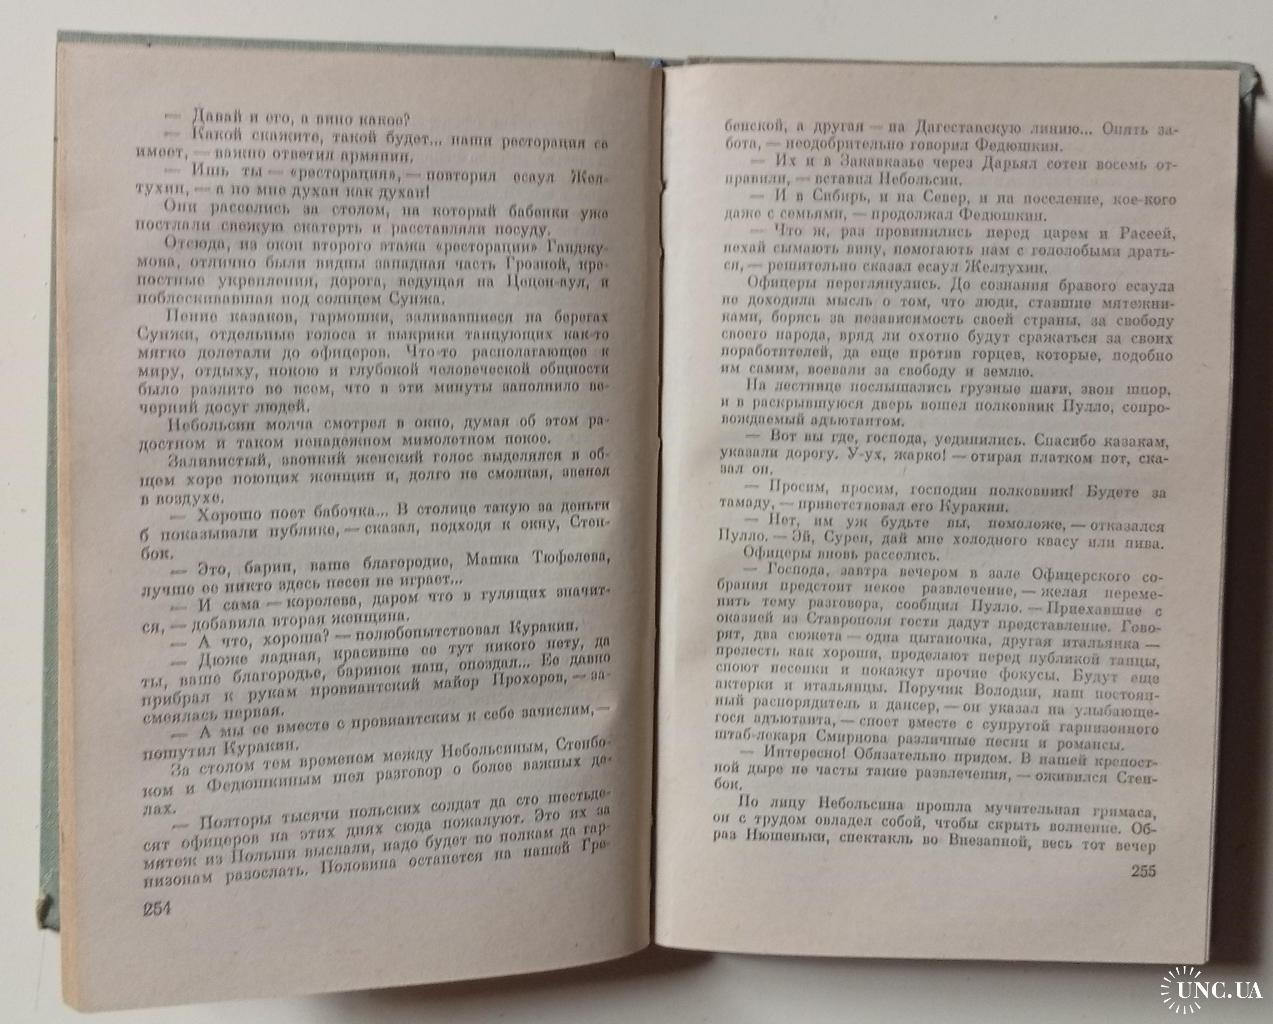 — Давай и его, а вино какое?
— Какой скажите, такой будет... наши ресторация се
имеет, — важно ответил армянин.
— Ишь ты — «ресторация», — повторил есаул Жел-
тухин, — а по мне духан как духан!
Они расселись за столом, на который бабенки уже
постлали свежую скатерть и расставляли посуду.
Отсюда, из окон второго этажа «ресторации» Ганджу-
мова, отлично были видны западная часть Грозной, кре-
постные укрепления, дорога, ведущая на Цецен-аул, и
поблескивавшая под солнцем Сунжа.
Пение казаков, гармошки, заливавшиеся на берегах
Сунжи, отдельные голоса и выкрики танцующих как-то
мягко долетали до офицеров. Что-то располагающее к
миру, отдыху, покою и глубокой человеческой общности
было разлито во всем, что в эти минуты заполнило ве-
черний досуг людей.
Небольсин молча смотрел в окно, думая об этом ра-
достном и таком ненадежном мимолетном покое.
Заливистый, звонкий женский голос выделялся в об-
щем хоре поющих женщин и, долго не смолкая, звенел
в воздухе.
— Хорошо поет бабочка... В столице такую за деньги
б показывали публике, — сказал, подходя к окну, Стен-
бок.
— Это, барин, ваше благородие, Машка Тюфелева,
лучше ее никто здесь песен не играет...
— И сама — королева, даром что в гулящих значит-
ся, — добавила вторая женщина.
— А что, хороша? — полюбопытствовал Куракин.
— Дюже ладная, красивше ее тут никого нету, да
ты, ваше благородье, баринок наш, опоздал... Ее давно
прибрал к рукам провиантский майор Прохоров, — за-
смеялась первая.
— А мы ее вместе с провиантским к себе зачислим, —
пошутил Куракин.
За столом тем временем между Небольсиным, Стенбо-
ком и Федюшкиным шел разговор о более важных де-
лах.
— Полторы тысячи польских солдат да сто шестьде-
сят офицеров на этих днях сюда пожалуют. Это их за
мятеж из Польши выслали, надо будет по полкам да гар-
низонам разослать. Половина останется на нашей Гре-
254
бенской, а другая — на Дагестанскую линию... Опять за-
бота, — неодобрительно говорил Федюшкин.
— Их и в Закавказье через Дарьял сотен восемь от-
правили, — вставил Небольсин.
— И в Сибирь, и на Север, и на поселение, кое-кого
даже с семьями, — продолжал Федюшкин.
— Что ж, раз провинились перед царем и Расеей,
нехай сымають вину, помогають нам с гололобыми драть-
ся, — решительно сказал есаул Желтухин.
Офицеры переглянулись. До сознания бравого есаула
не доходила мысль о том, что люди, ставшие мятежни-
ками, борясь за независимость своей страны, за свободу
своего народа, вряд ли охотно будут сражаться за своих
поработителей, да еще против горцев, которые, подобно
им самим, воевали за свободу и землю.
На лестнице послышались грузные шаги, звон шпор,
и в раскрывшуюся дверь вошел полковник Пулло, сопро-
вождаемый адъютантом.
— Вот вы где, господа, уединились. Спасибо казакам,
указали дорогу. У-ух, жарко! — отирая платком пот, ска-
зал он.
— Просим, просим, господин полковник! Будете за
тамаду, — приветствовал его Куракин.
— Нет, им уж будьте вы, помоложе, — отказался
Пулло. — Эй, Сурен, дай мне холодного квасу или пива.
Офицеры вновь расселись.
— Господа, завтра вечером в зале Офицерского со-
брания предстоит некое развлечение, — желая переме-
нить тему разговора, сообщил Пулло. — Приехавшие с
оказией из Ставрополя гости дадут представление. Гово-
рят, два сюжета — одна цыганочка, другая итальянка —
прелесть как хороши, проделают перед публикой танцы,
споют песенки и покажут прочие фокусы. Будут еще
актерки и итальянцы. Поручик Володин, наш постоян-
ный распорядитель и дансер, — он указал на улыбающе-
гося адъютанта, — споет вместе с супругой гарнизонного
штаб-лекаря Смирнова различные песни и романсы.
— Интересно! Обязательно придем. В нашей крепост-
ной дыре не часты такие развлечения, — оживился Стен-
бок.
По лицу Небольсина прошла мучительная гримаса,
он с трудом овладел собой, чтобы скрыть волнение. Об-
раз Нюшеньки, спектакль во Внезапной, весь тот вечер
255
UNC.UA